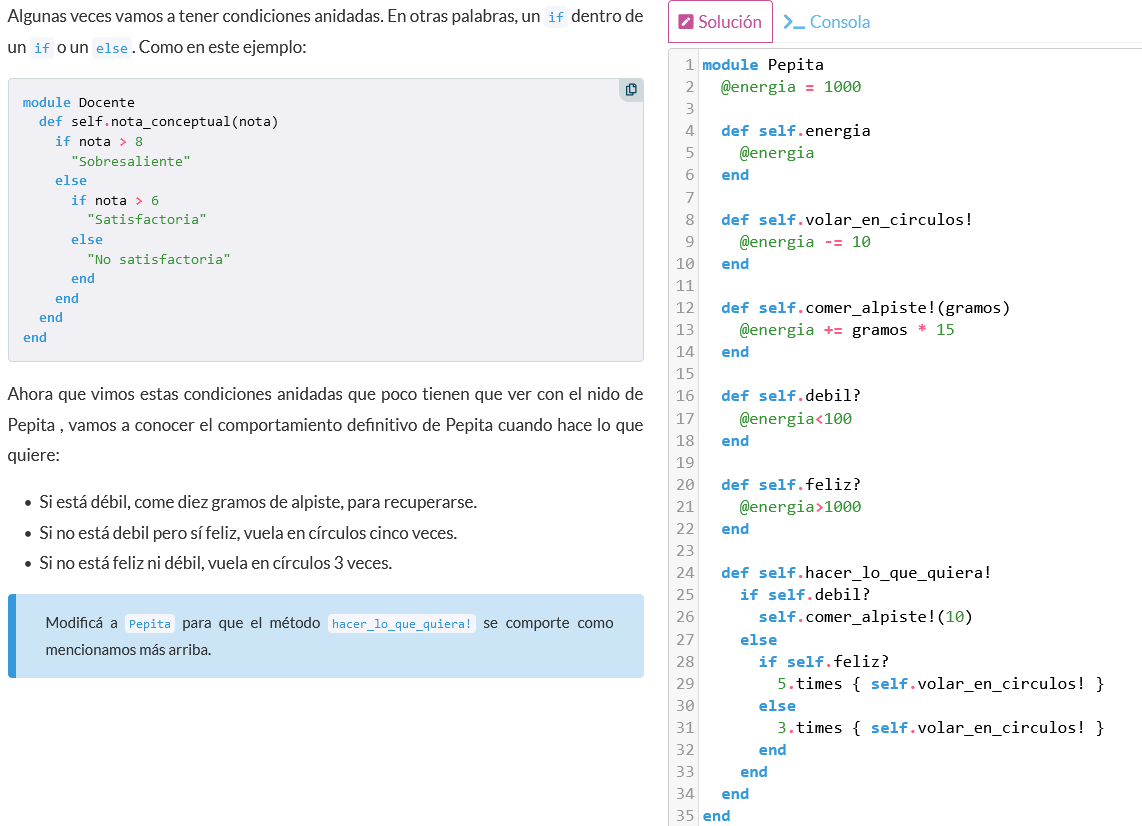 Algunas veces vamos a tener condiciones anidadas. En otras palabras, un if dentro de
un if o un else. Como en este ejemplo:
module Docente
  def self.nota_conceptual(nota)
    if nota > 8
      "Sobresaliente"
    else
      if nota > 6
        "Satisfactoria"
      else
        "No satisfactoria"
      end
    end
  end
end
Ahora que vimos estas condiciones anidadas que poco tienen que ver con el nido de
Pepita , vamos a conocer el comportamiento definitivo de Pepita cuando hace lo que
quiere:
• Si está débil, come diez gramos de alpiste, para recuperarse.
• Si no está debil pero sí feliz, vuela en círculos cinco veces.
• Si no está feliz ni débil, vuela en círculos 3 veces.
Modificá a Pepita para que el método hacer_lo_que_quiera! se comporte como
mencionamos más arriba.
Solución Consola
1 module Pepita
2   @energia = 1000
3
4   def self.energia
5     @energia
6   end
7
8   def self.volar_en_circulos!
9     @energia -= 10
10   end
11
12   def self.comer_alpiste!(gramos)
13     @energia += gramos * 15
14   end
15
16   def self.debil?
17     @energia<100
18   end
19
20   def self.feliz?
21     @energia>1000
22   end
23
24   def self.hacer_lo_que_quiera!
25     if self.debil?
26       self.comer_alpiste!(10)
27     else
28       if self.feliz?
29         5.times { self.volar_en_circulos! }
30       else
31         3.times { self.volar_en_circulos! }
32       end
33     end
34   end
35 end